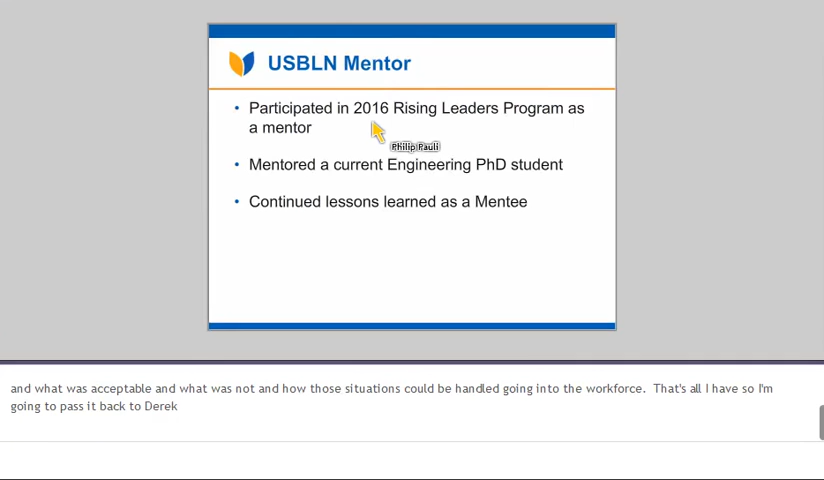 USBLN Mentor
• Participated in 2016 Rising Leaders Program as
a mentor
Philip Pauli
• Mentored a current Engineering PhD student
• Continued lessons learned as a Mentee
and what was acceptable and what was not and how those situations could be handled going into the workforce.  That's all I have so I'm
going to pass it back to Derek